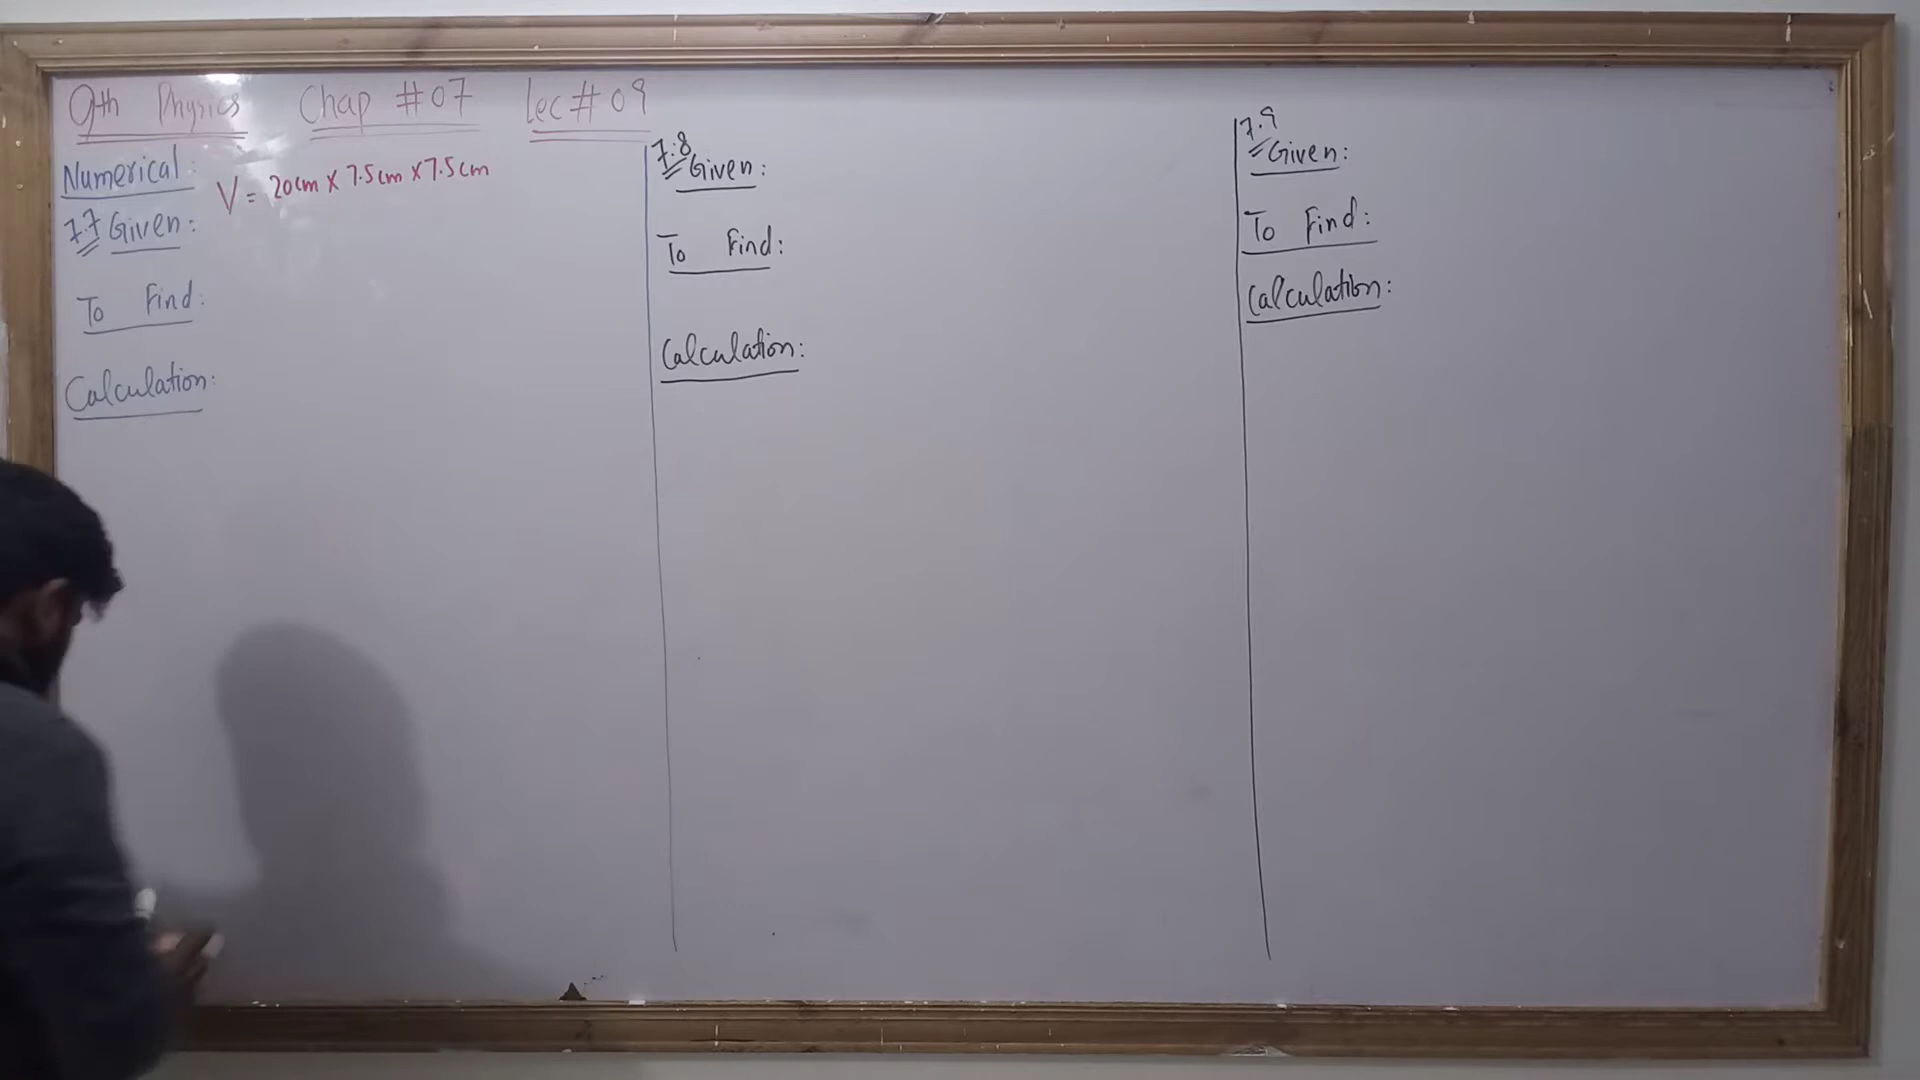 9th Physics Chap #07 Lec # 09
Numerical:
V = 20cm x 7.5cm x 7.5cm
7.7 Given:
To Find:
Calculation:
7.8 Given:
To Find:
Calculation:
7.9 Given:
To Find:
Calculation: